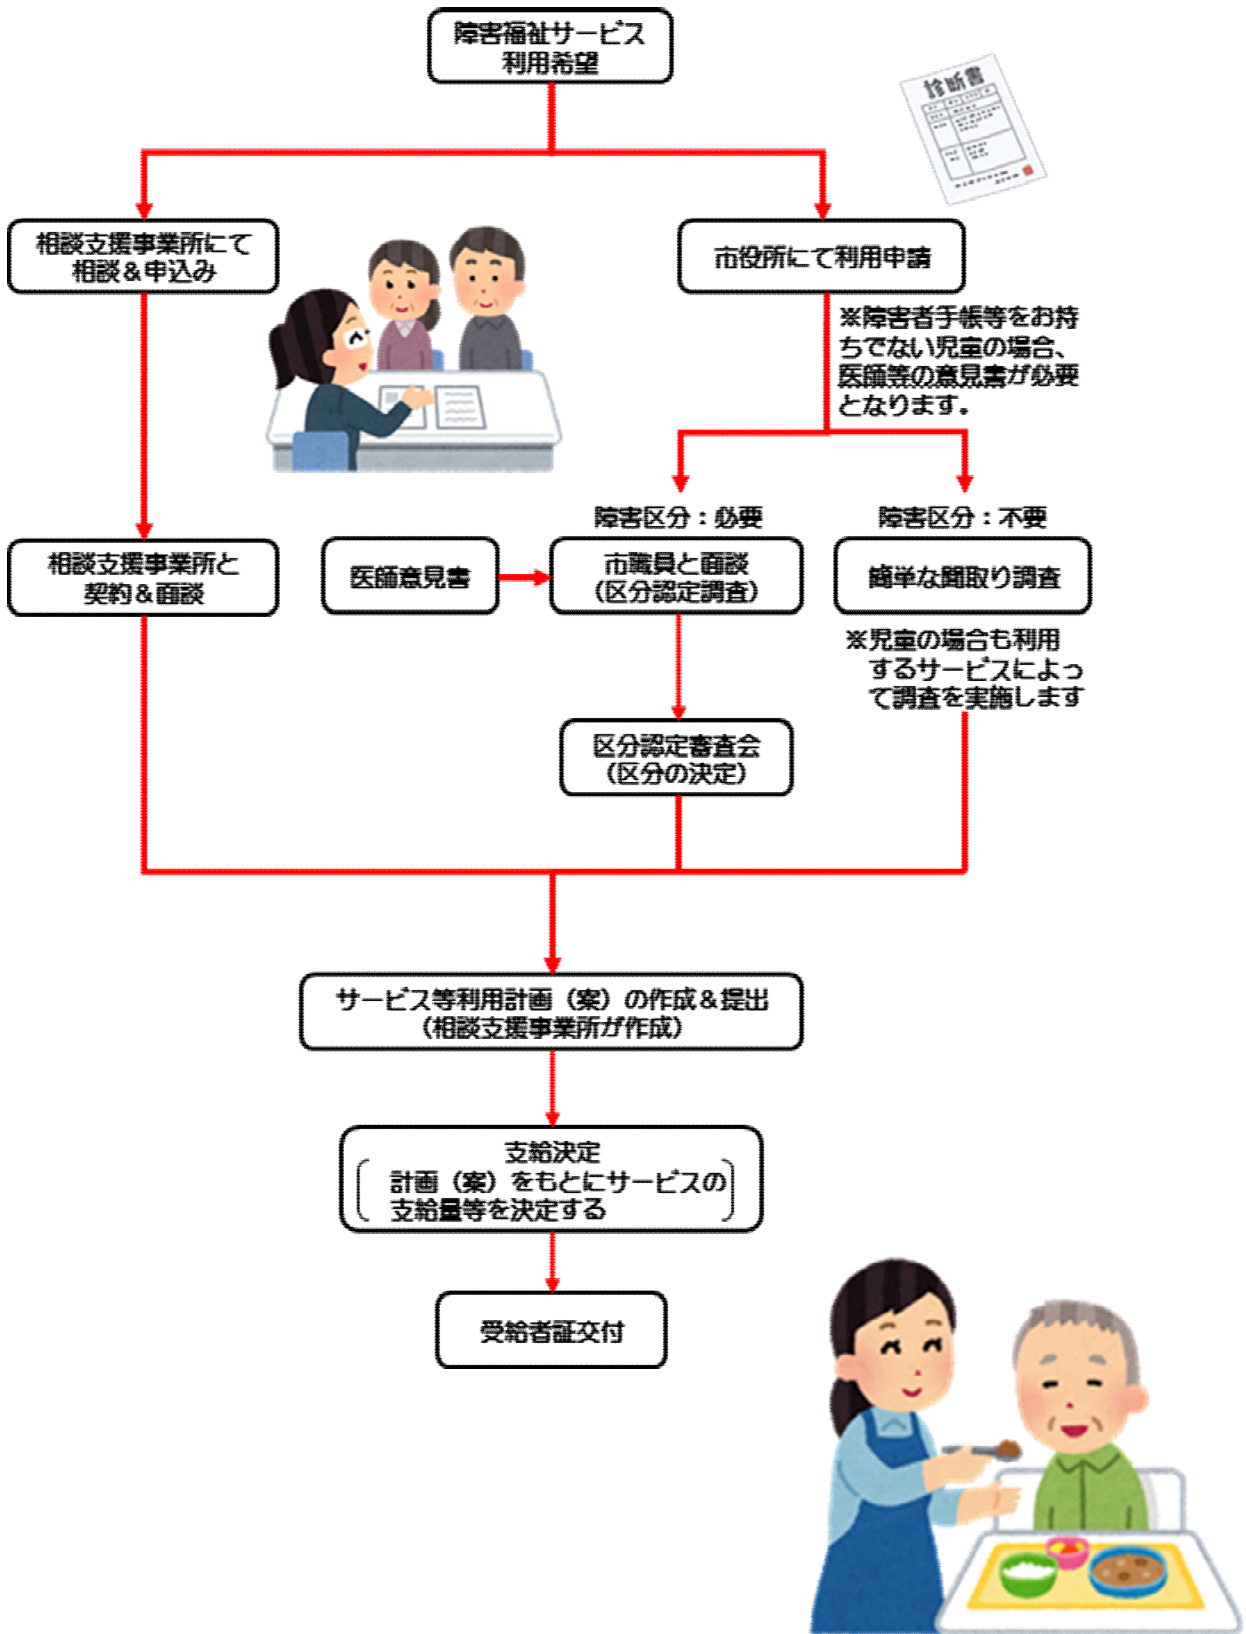 障害福祉サービス
利用希望
診断書
相談支援事業所にて
相談＆申込み
市役所にて利用申請
※障害者手帳等をお持
ちでない児童の場合、
医師等の意見書が必要
となります。
障害区分：必要
障害区分：不要
相談支援事業所と
契約＆面談
医師意見書
市職員と面談
（区分認定調査）
簡単な聞取り調査
※児童の場合も利用
するサービスによっ
て調査を実施します
区分認定審査会
（区分の決定）
サービス等利用計画（案）の作成＆提出
（相談支援事業所が作成）
支給決定
計画（案）をもとにサービスの
支給量等を決定する
受給者証交付